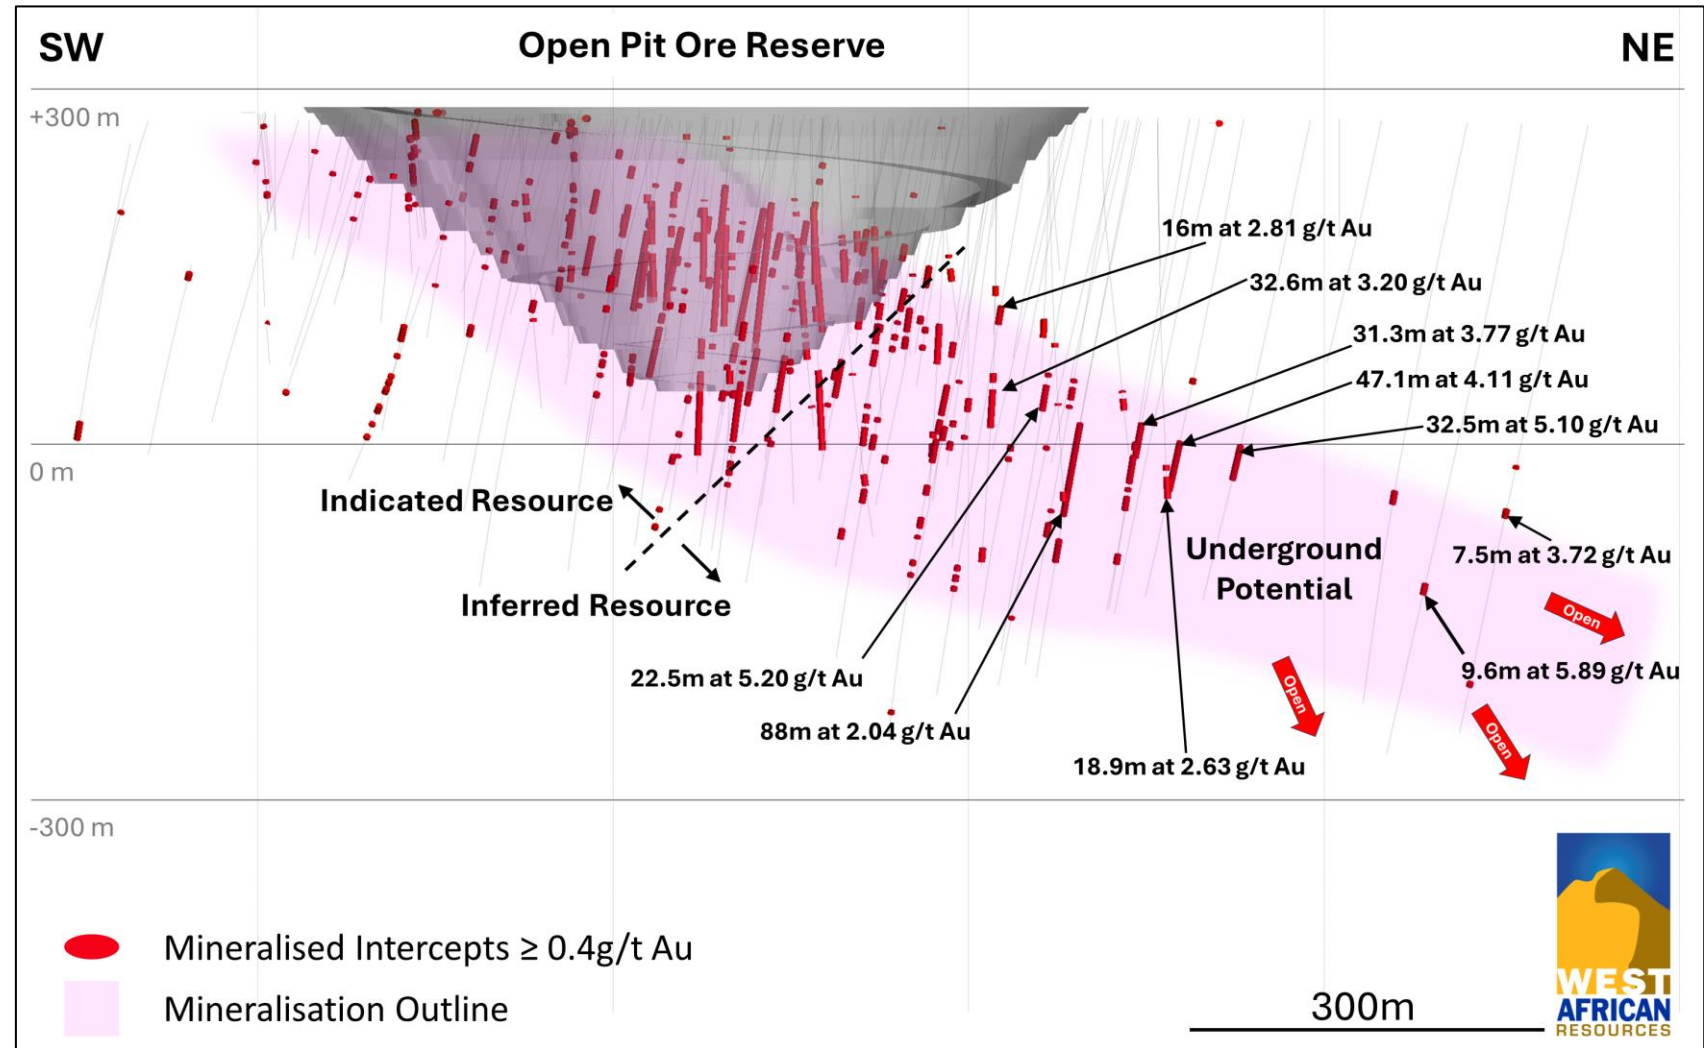 SW
Open Pit Ore Reserve
NE
+300 m
16m at 2.81 g/t Au
32.6m at 3.20 g/t Au
31.3m at 3.77 g/t Au
47.1m at 4.11 g/t Au
32.5m at 5.10 g/t Au
0 m
Indicated Resource
Inferred Resource
Underground
Potential
7.5m at 3.72 g/t Au
Open
9.6m at 5.89 g/t Au
22.5m at 5.20 g/t Au
Open
88m at 2.04 g/t Au
Open
18.9m at 2.63 g/t Au
-300 m
Mineralised Intercepts ≥ 0.4g/t Au
Mineralisation Outline
300m
WEST
AFRICAN
RESOURCES